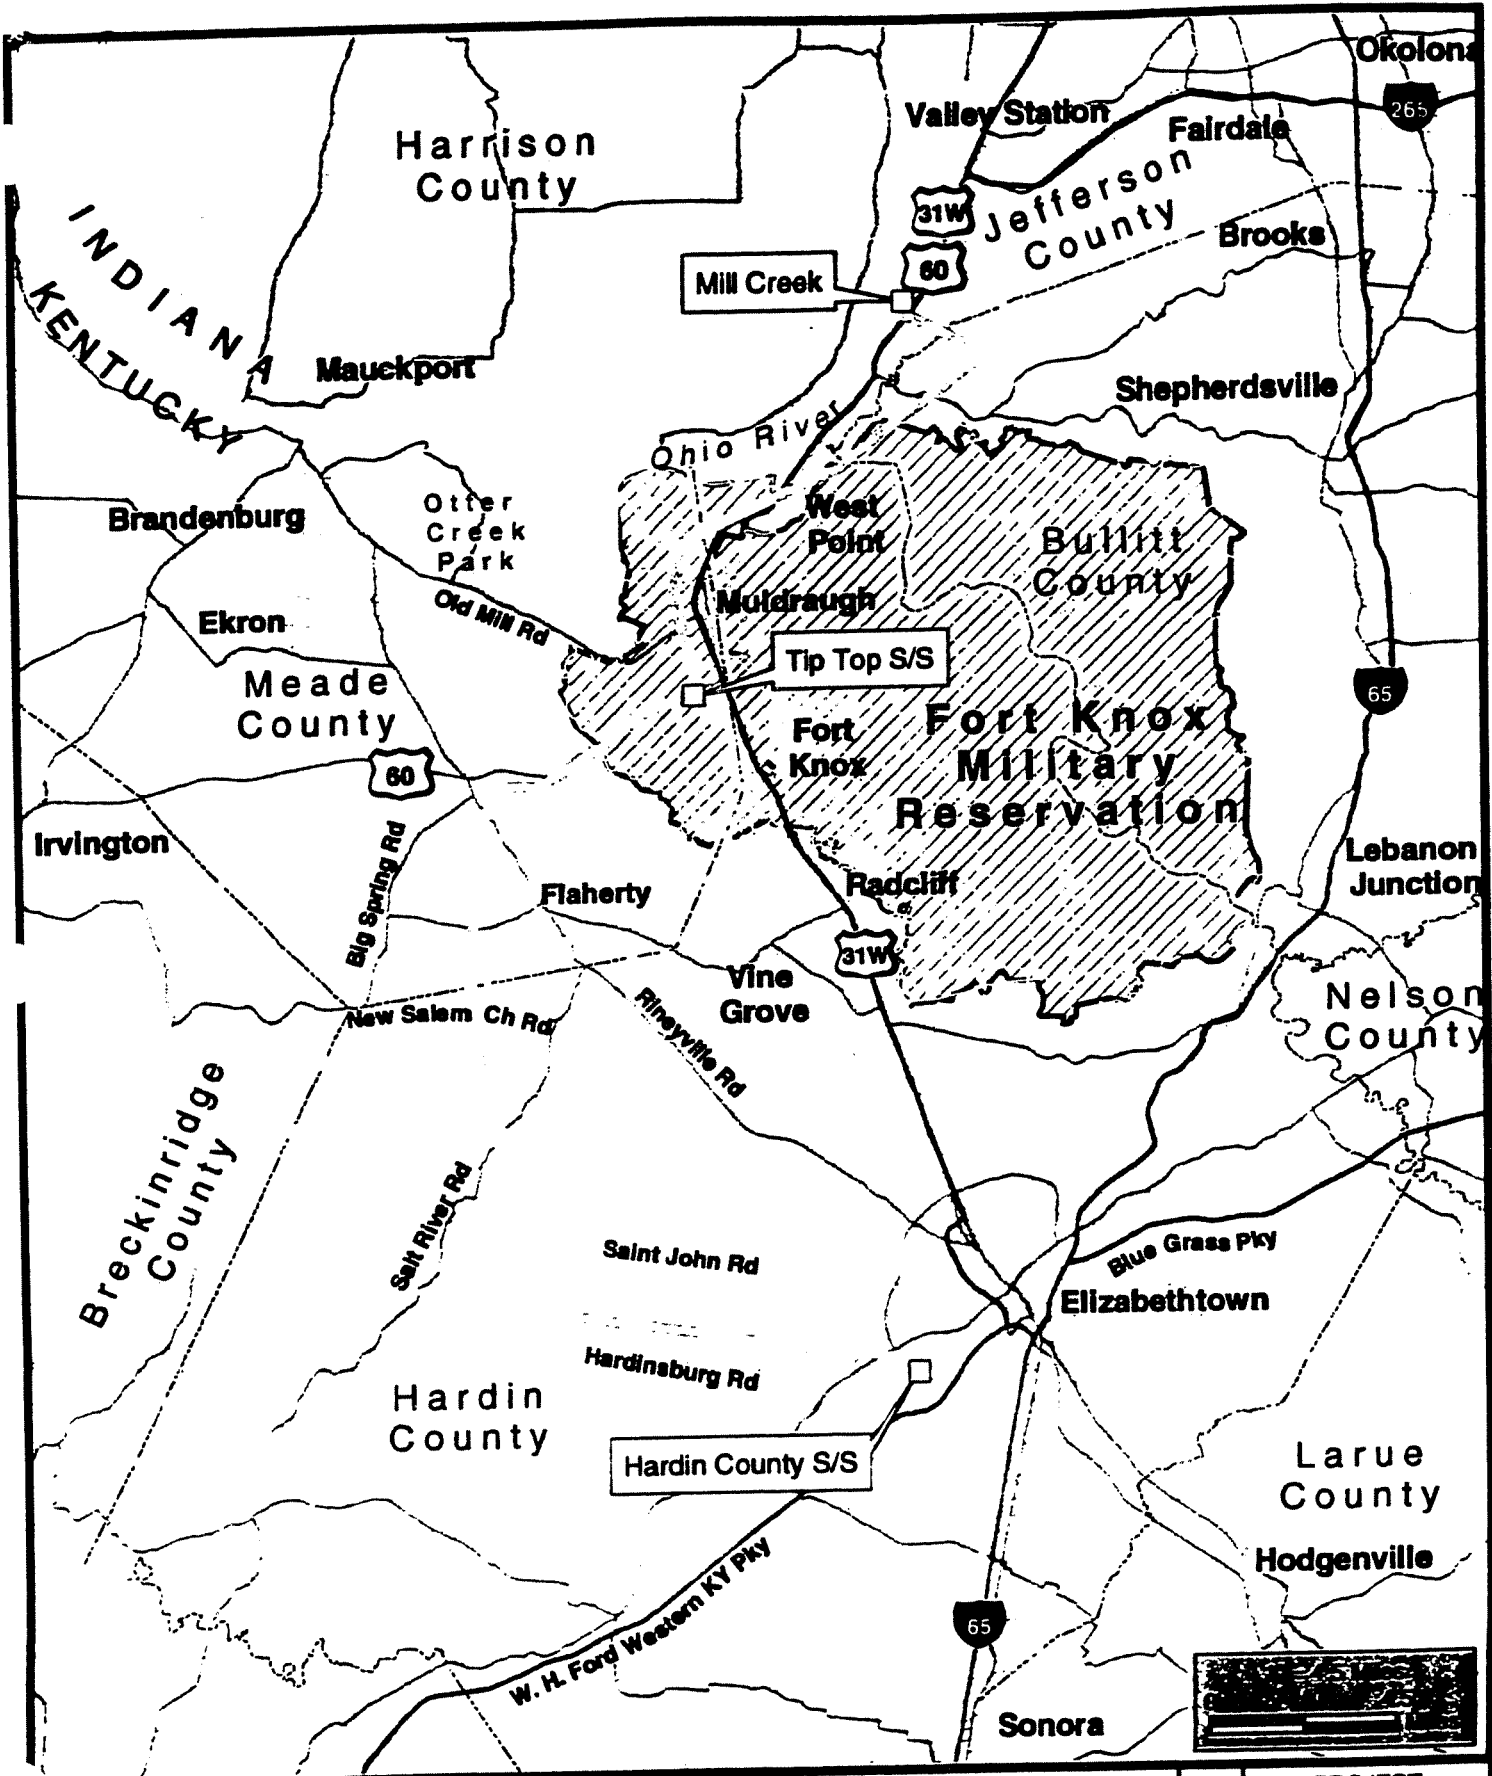 Okolona
265
Valley Station
Fairdale
Harrison
County
31W
Jefferson
County
60
Brooks
Mill Creek
INDIANA
KENTUCKY
Mauckport
Shepherdsville
Ohio River
Otter
Creek
Park
Brandenburg
West
Point
Bullitt
County
Old Mill Rd
Muldraugh
Ekron
Tip Top S/S
Meade
County
65
Fort
Knox
Fort Knox
Military
Reservation
60
Irvington
Big Spring Rd
Lebanon
Junction
Flaherty
Radcliff
31W
Vine
Grove
Nelson
County
New Salem Ch Rd
Rineyville Rd
Breckinridge
County
Salt River Rd
Saint John Rd
Blue Grass Pky
Elizabethtown
Hardinsburg Rd
Hardin
County
Hardin County S/S
Larue
County
Hodgenville
W. H. Ford Western KY Pky
65
Sonora